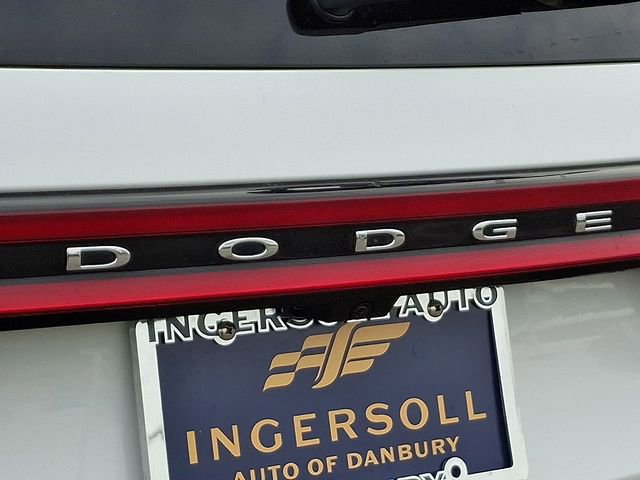 DODGE
INGERSOLL AUTO
INGERSOLL
AUTO OF DANBURY